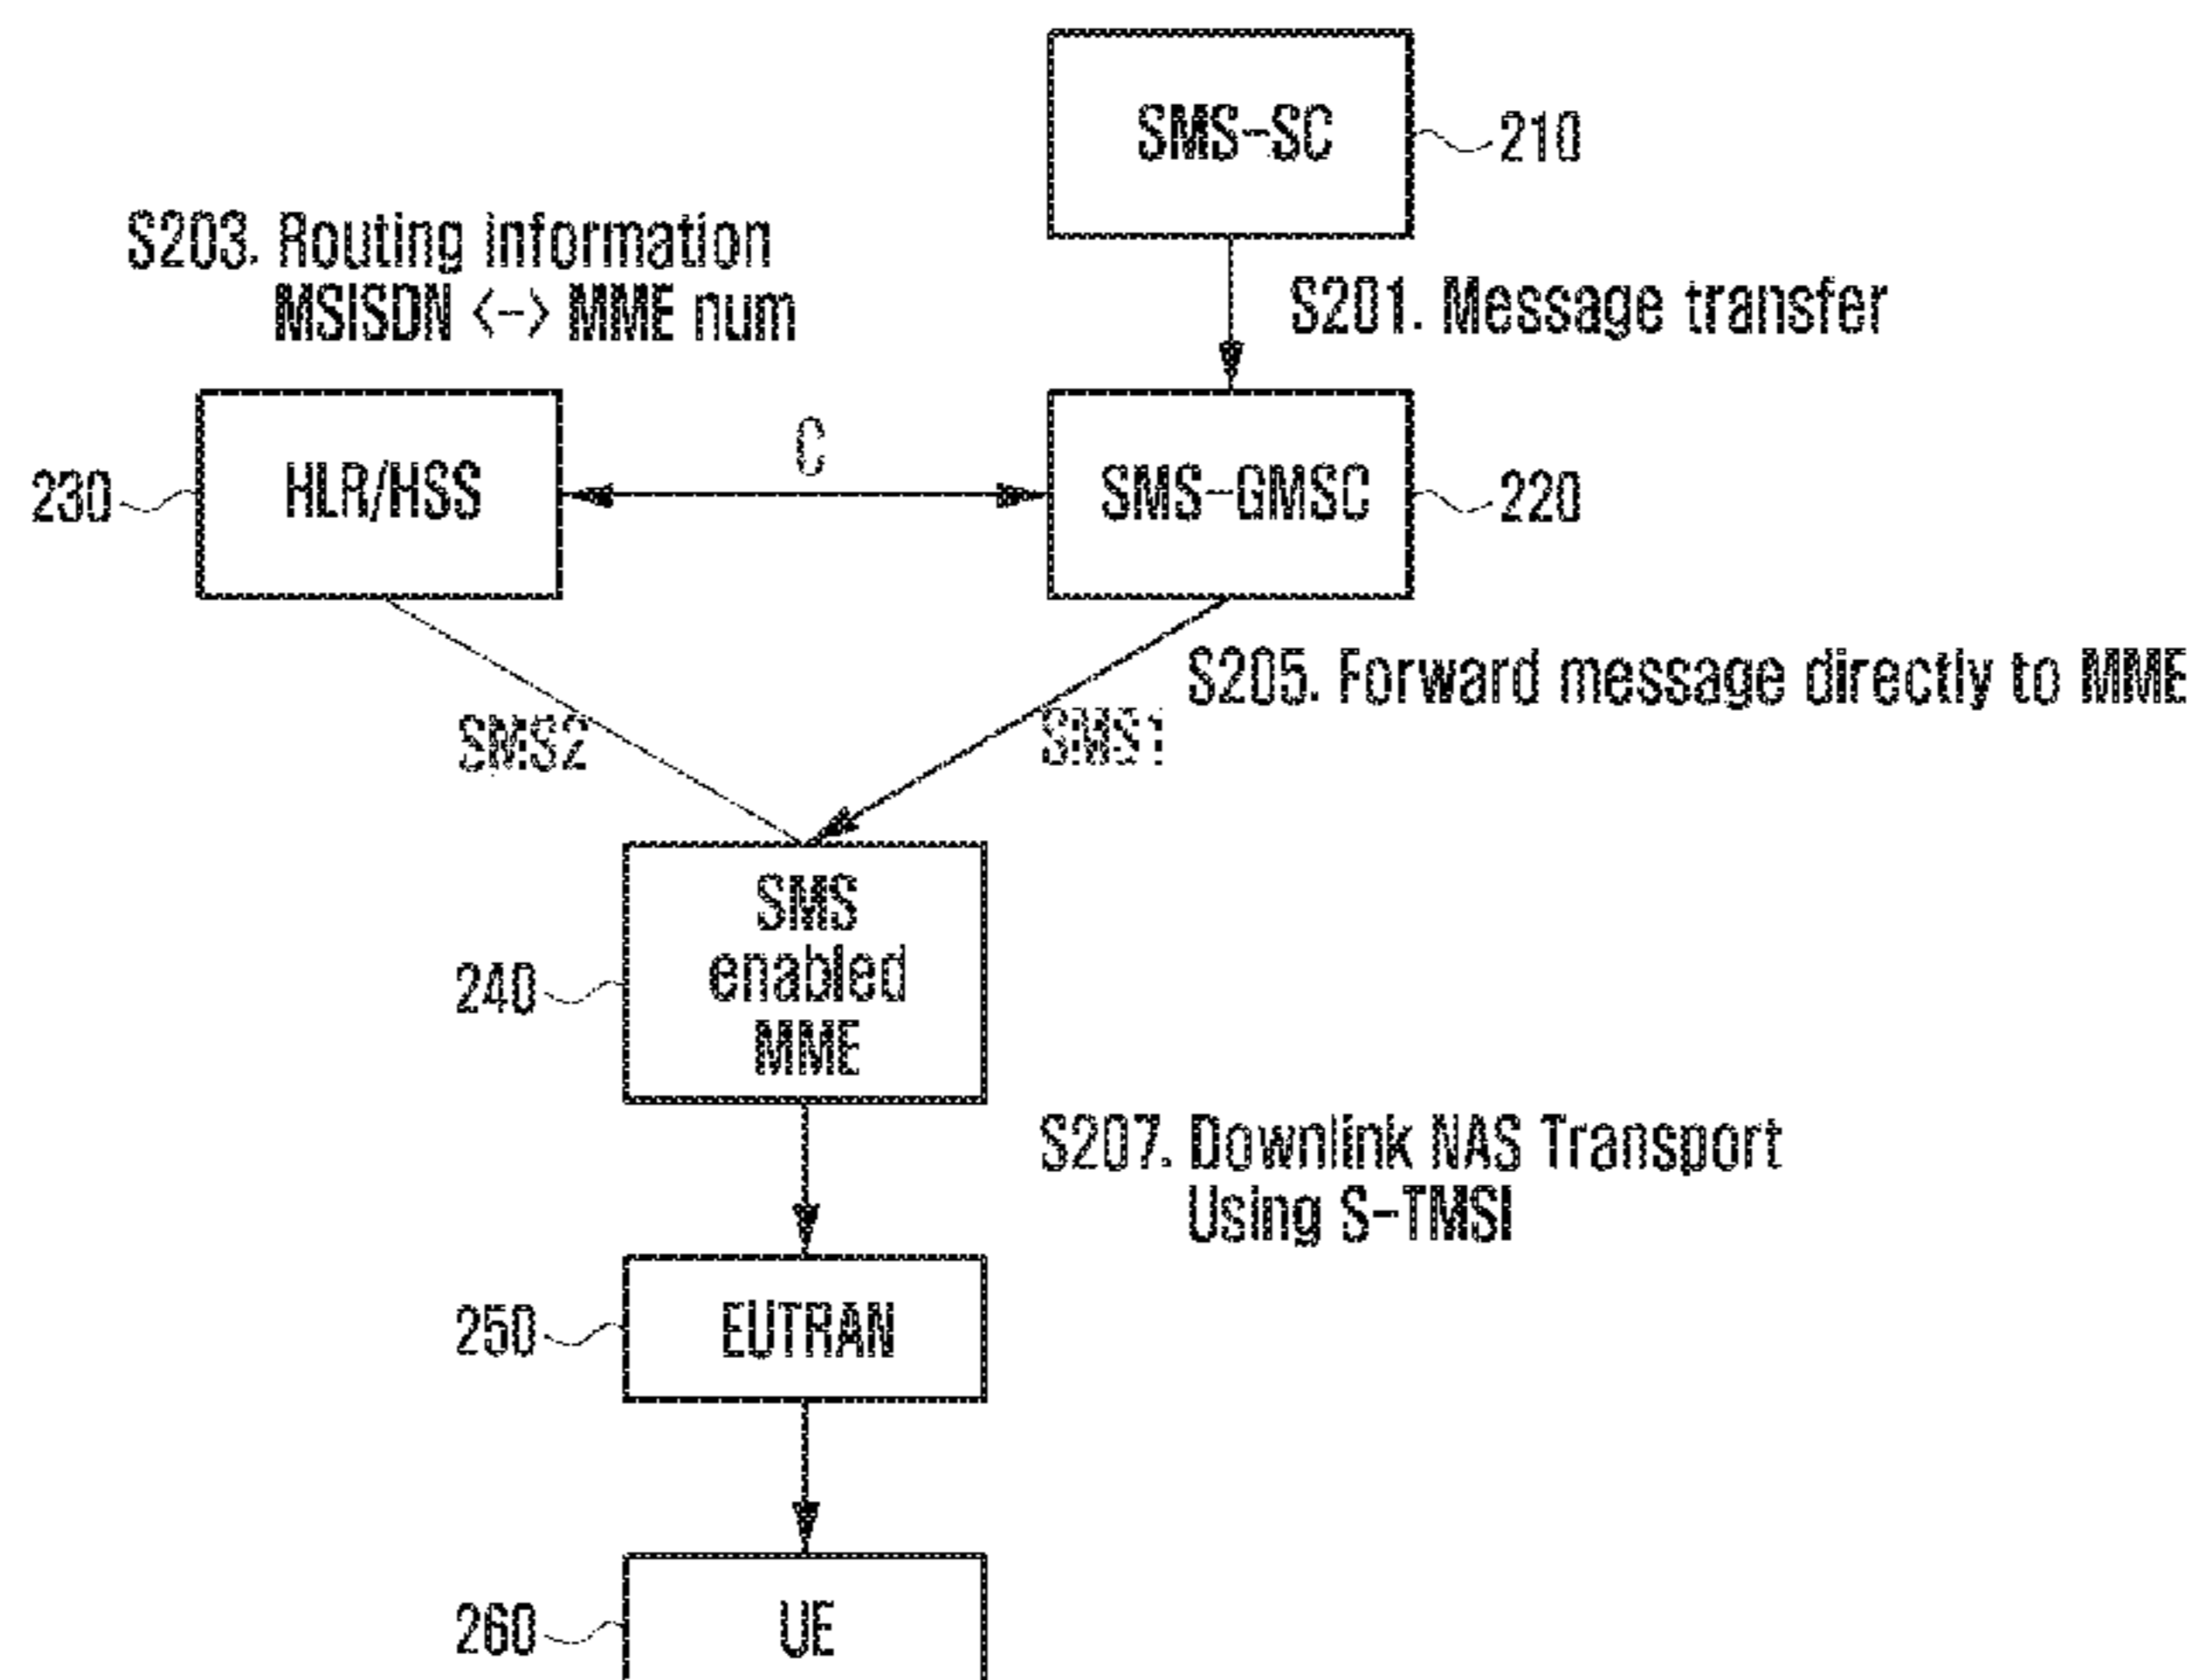 SMS-SC
210
S203. Routing information
MSISDN <-> MME num
S201. Message transfer
230
HLR/HSS
C
SMS-GMSC
220
S205. Forward message directly to MME
SMS2
SMS1
SMS
enabled
MME
240
S207. Downlink NAS Transport
Using S-TMSI
250
EUTRAN
260
UE